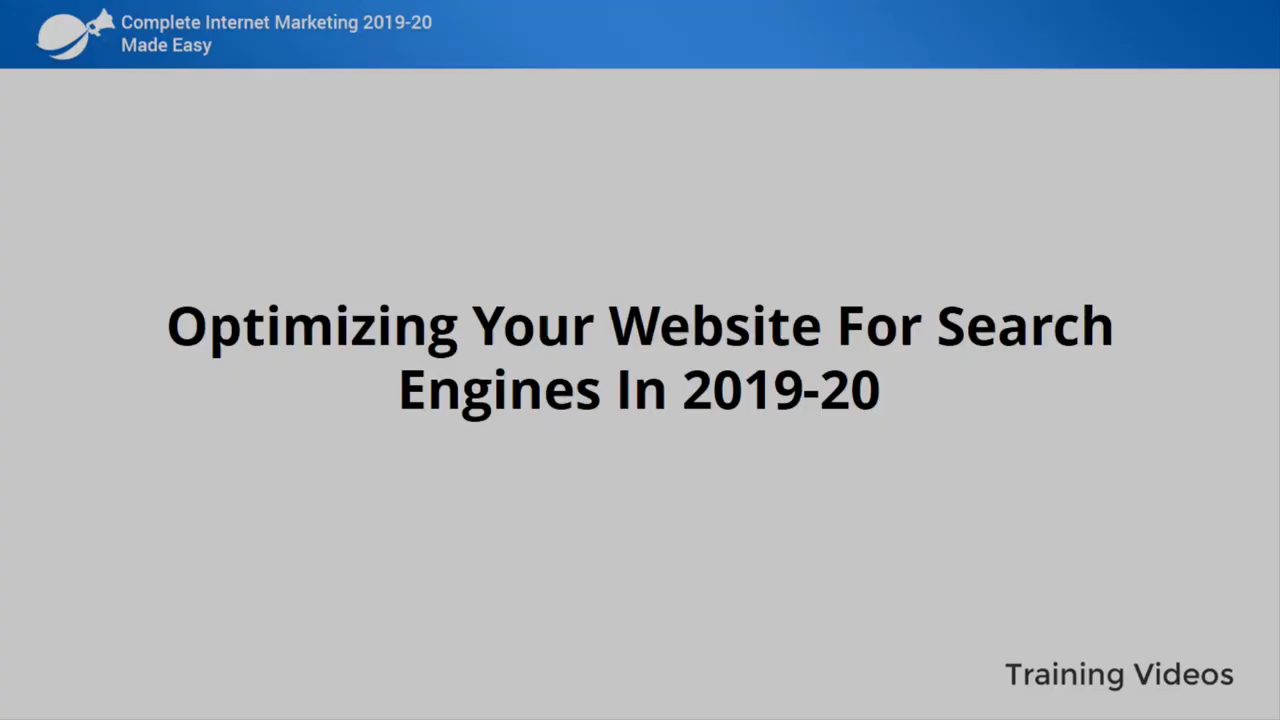 Complete Internet Marketing 2019-20
Made Easy
Optimizing Your Website For Search
Engines In 2019-20
Training Videos